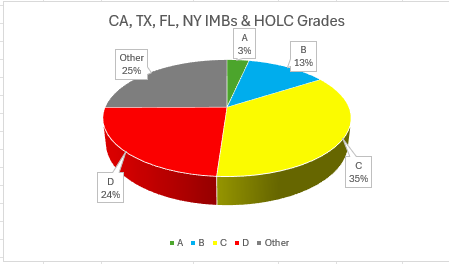 CA, TX, FL, NY IMBs & HOLC Grades
A
3%
B
13%
Other
25%
C
35%
D
24%
A B C D Other